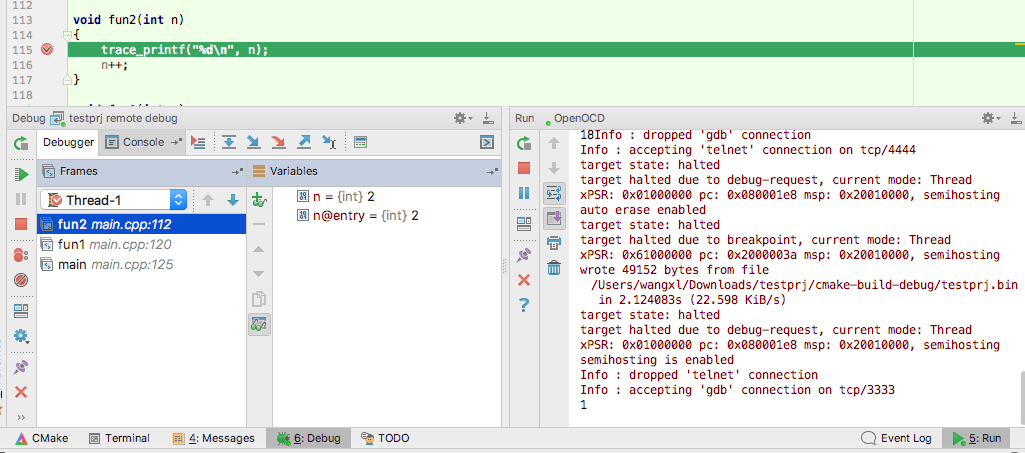 112
113 void fun2(int n)
114 {
115 trace_printf("%d\n", n);
116 n++;
117 }
118
Debug testprj remote debug
Debugger Console
Frames Variables
Thread-1
fun2 main.cpp:112
fun1 main.cpp:120
main main.cpp:125
n = {int} 2
n@entry = {int} 2
Run OpenOCD
18Info : dropped 'gdb' connection
Info : accepting 'telnet' connection on tcp/4444
target state: halted
target halted due to debug-request, current mode: Thread
xPSR: 0x01000000 pc: 0x080001e8 msp: 0x20010000, semihosting
auto erase enabled
target state: halted
target halted due to breakpoint, current mode: Thread
xPSR: 0x61000000 pc: 0x2000003a msp: 0x20010000, semihosting
wrote 49152 bytes from file
/Users/wangxl/Downloads/testprj/cmake-build-debug/testprj.bin
in 2.124083s (22.598 KiB/s)
target state: halted
target halted due to debug-request, current mode: Thread
xPSR: 0x01000000 pc: 0x080001e8 msp: 0x20010000, semihosting
semihosting is enabled
Info : dropped 'telnet' connection
Info : accepting 'gdb' connection on tcp/3333
1
CMake Terminal 4: Messages 6: Debug TODO Event Log 5: Run